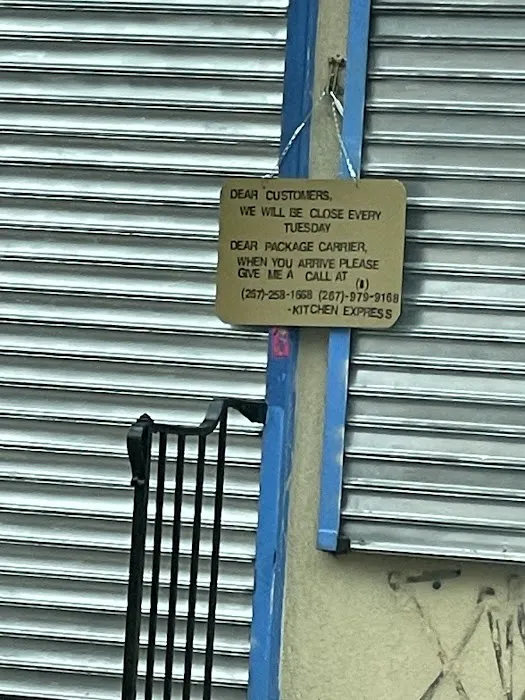 DEAR CUSTOMERS,
WE WILL BE CLOSE EVERY
TUESDAY
DEAR PACKAGE CARRIER,
WHEN YOU ARRIVE PLEASE
GIVE ME A CALL AT
(267)-258-1668 (267)-979-9168
-KITCHEN EXPRESS